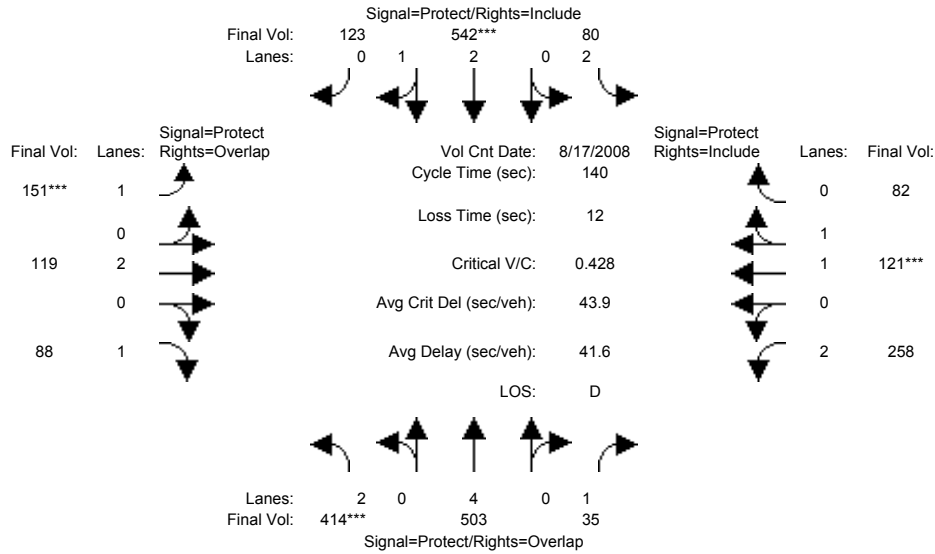 Signal=Protect/Rights=Include
Final Vol: 123 542*** 80
Lanes: 0 1 2 0 2
Signal=Protect Signal=Protect
Final Vol: Lanes: Rights=Overlap Vol Cnt Date: 8/17/2008 Rights=Include Lanes: Final Vol:
Cycle Time (sec): 140
151*** 1 0 82
Loss Time (sec): 12
0 1
119 2 Critical V/C: 0.428 1 121***
0 Avg Crit Del (sec/veh): 43.9 0
88 1 Avg Delay (sec/veh): 41.6 2 258
LOS: D
Lanes: 2 0 4 0 1
Final Vol: 414*** 503 35
Signal=Protect/Rights=Overlap